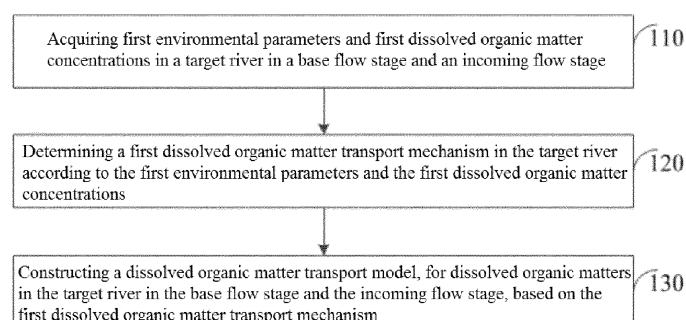 Acquiring first environmental parameters and first dissolved organic matter
concentrations in a target river in a base flow stage and an incoming flow stage
110
Determining a first dissolved organic matter transport mechanism in the target river
according to the first environmental parameters and the first dissolved organic matter
concentrations
120
Constructing a dissolved organic matter transport model, for dissolved organic matters
in the target river in the base flow stage and the incoming flow stage, based on the
first dissolved organic matter transport mechanism
130